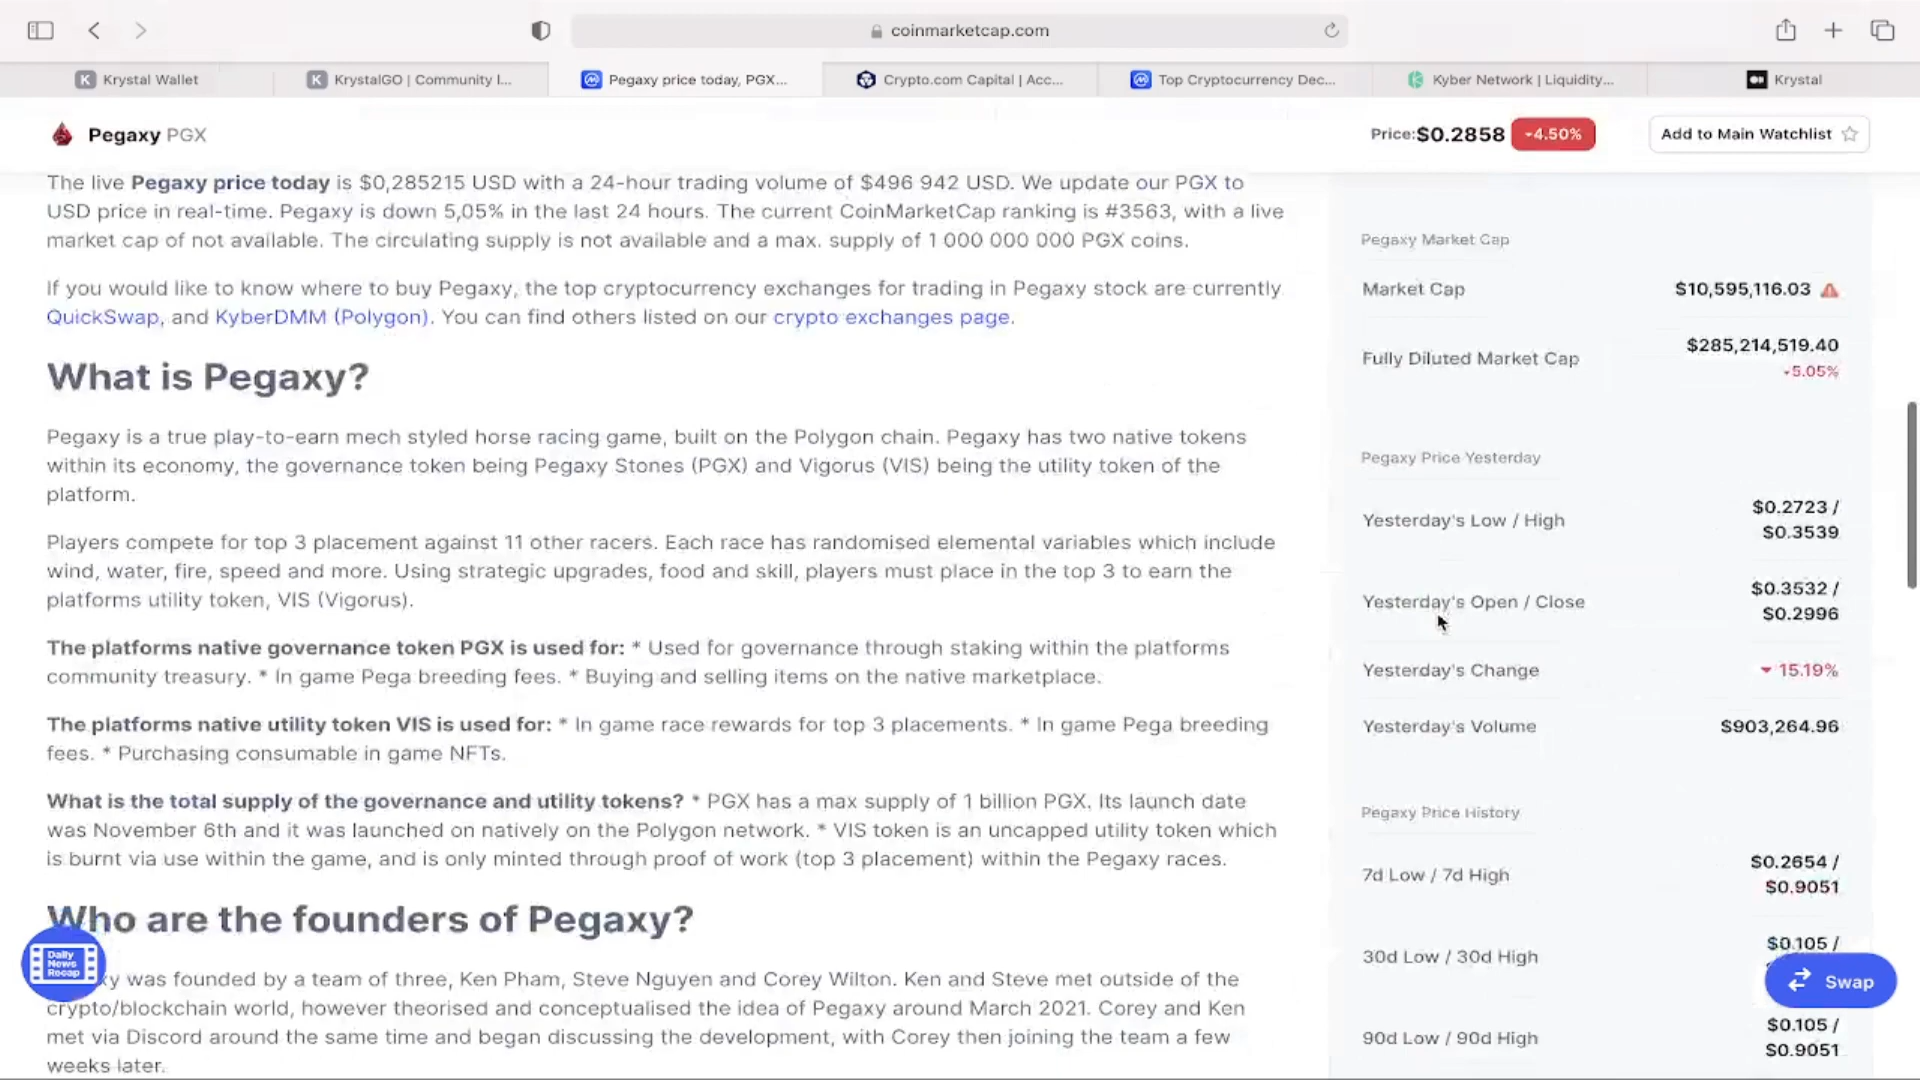 coinmarketcap.com
Krystal Wallet
KrystalGO | Community I...
Pegaxy price today, PGX...
Crypto.com Capital | Acc...
Top Cryptocurrency Dec...
Kyber Network | Liquidity...
Krystal
Pegaxy PGX
Price:$0.2858
-4.50%
Add to Main Watchlist
The live Pegaxy price today is $0,285215 USD with a 24-hour trading volume of $496 942 USD. We update our PGX to
USD price in real-time. Pegaxy is down 5,05% in the last 24 hours. The current CoinMarketCap ranking is #3563, with a live
market cap of not available. The circulating supply is not available and a max. supply of 1 000 000 000 PGX coins.
If you would like to know where to buy Pegaxy, the top cryptocurrency exchanges for trading in Pegaxy stock are currently
QuickSwap, and KyberDMM (Polygon). You can find others listed on our crypto exchanges page.
What is Pegaxy?
Pegaxy is a true play-to-earn mech styled horse racing game, built on the Polygon chain. Pegaxy has two native tokens
within its economy, the governance token being Pegaxy Stones (PGX) and Vigorus (VIS) being the utility token of the
platform.
Players compete for top 3 placement against 11 other racers. Each race has randomised elemental variables which include
wind, water, fire, speed and more. Using strategic upgrades, food and skill, players must place in the top 3 to earn the
platforms utility token, VIS (Vigorus).
The platforms native governance token PGX is used for: * Used for governance through staking within the platforms
community treasury. * In game Pega breeding fees. * Buying and selling items on the native marketplace.
The platforms native utility token VIS is used for: * In game race rewards for top 3 placements. * In game Pega breeding
fees. * Purchasing consumable in game NFTs.
What is the total supply of the governance and utility tokens? * PGX has a max supply of 1 billion PGX. Its launch date
was November 6th and it was launched on natively on the Polygon network. * VIS token is an uncapped utility token which
is burnt via use within the game, and is only minted through proof of work (top 3 placement) within the Pegaxy races.
Who are the founders of Pegaxy?
xy was founded by a team of three, Ken Pham, Steve Nguyen and Corey Wilton. Ken and Steve met outside of the
crypto/blockchain world, however theorised and conceptualised the idea of Pegaxy around March 2021. Corey and Ken
met via Discord around the same time and began discussing the development, with Corey then joining the team a few
weeks later.
Daily
News
Recap
Pegaxy Market Cap
Market Cap
$10,595,116.03
Fully Diluted Market Cap
$285,214,519.40
5.05%
Pegaxy Price Yesterday
Yesterday's Low / High
$0.2723 /
$0.3539
Yesterday's Open / Close
$0.3532 /
$0.2996
Yesterday's Change
15.19%
Yesterday's Volume
$903,264.96
Pegaxy Price History
7d Low / 7d High
$0.2654 /
$0.9051
30d Low / 30d High
$0.105 /
Swap
90d Low / 90d High
$0.105 /
$0.9051